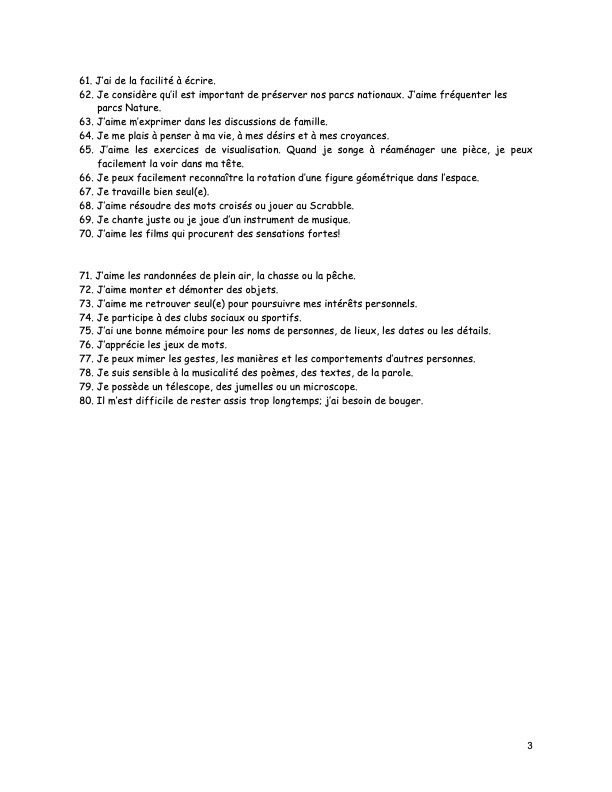 61. J'ai de la facilité à écrire.
62. Je considère qu'il est important de préserver nos parcs nationaux. J'aime fréquenter les
parcs Nature.
63. J'aime m'exprimer dans les discussions de famille.
64. Je me plais à penser à ma vie, à mes désirs et à mes croyances.
65. J'aime les exercices de visualisation. Quand je songe à réaménager une pièce, je peux
facilement la voir dans ma tête.
66. Je peux facilement reconnaître la rotation d'une figure géométrique dans l'espace.
67. Je travaille bien seul(e).
68. J'aime résoudre des mots croisés ou jouer au Scrabble.
69. Je chante juste ou je joue d'un instrument de musique.
70. J'aime les films qui procurent des sensations fortes!
71. J'aime les randonnées de plein air, la chasse ou la pêche.
72. J'aime monter et démonter des objets.
73. J'aime me retrouver seul(e) pour poursuivre mes intérêts personnels.
74. Je participe à des clubs sociaux ou sportifs.
75. J'ai une bonne mémoire pour les noms de personnes, de lieux, les dates ou les détails.
76. J'apprécie les jeux de mots.
77. Je peux mimer les gestes, les manières et les comportements d'autres personnes.
78. Je suis sensible à la musicalité des poèmes, des textes, de la parole.
79. Je possède un télescope, des jumelles ou un microscope.
80. Il m'est difficile de rester assis trop longtemps; j'ai besoin de bouger.
3